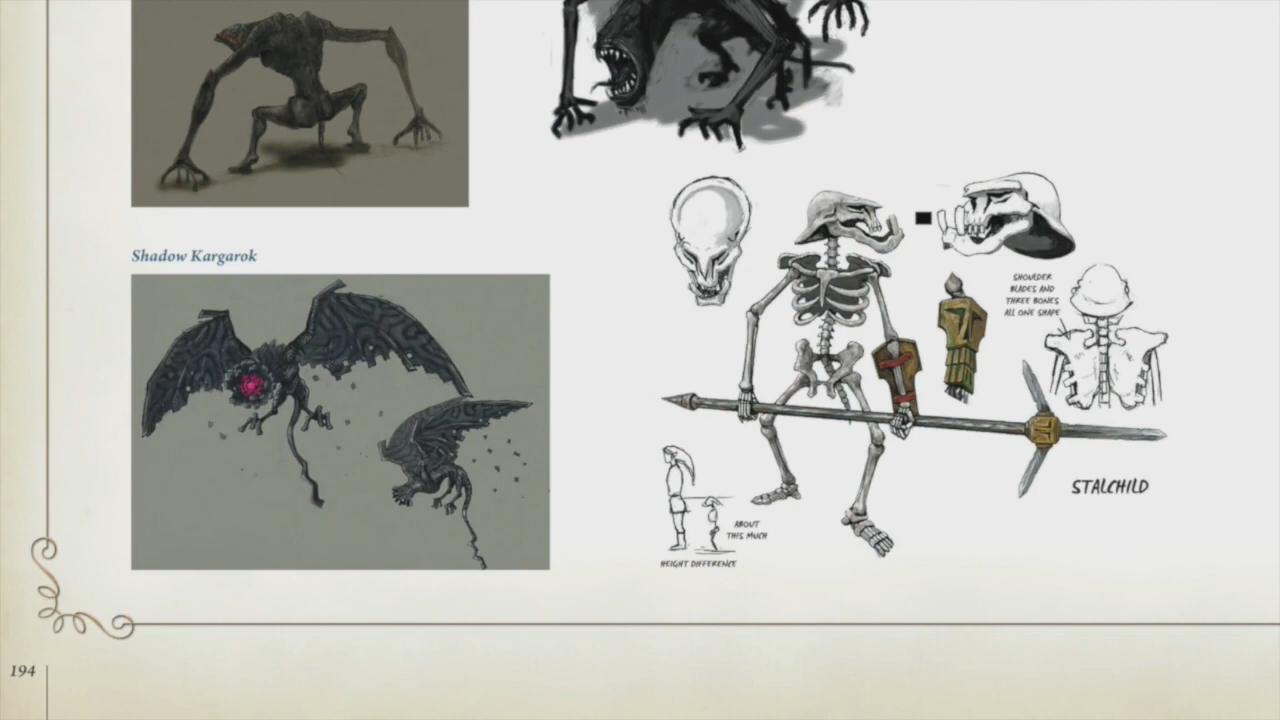 Shadow Kargarok
SHOULDER
BLADES AND
THREE BONES
ALL ONE SHAPE
STALCHILD
ABOUT
THIS MUCH
HEIGHT DIFFERENCE
194